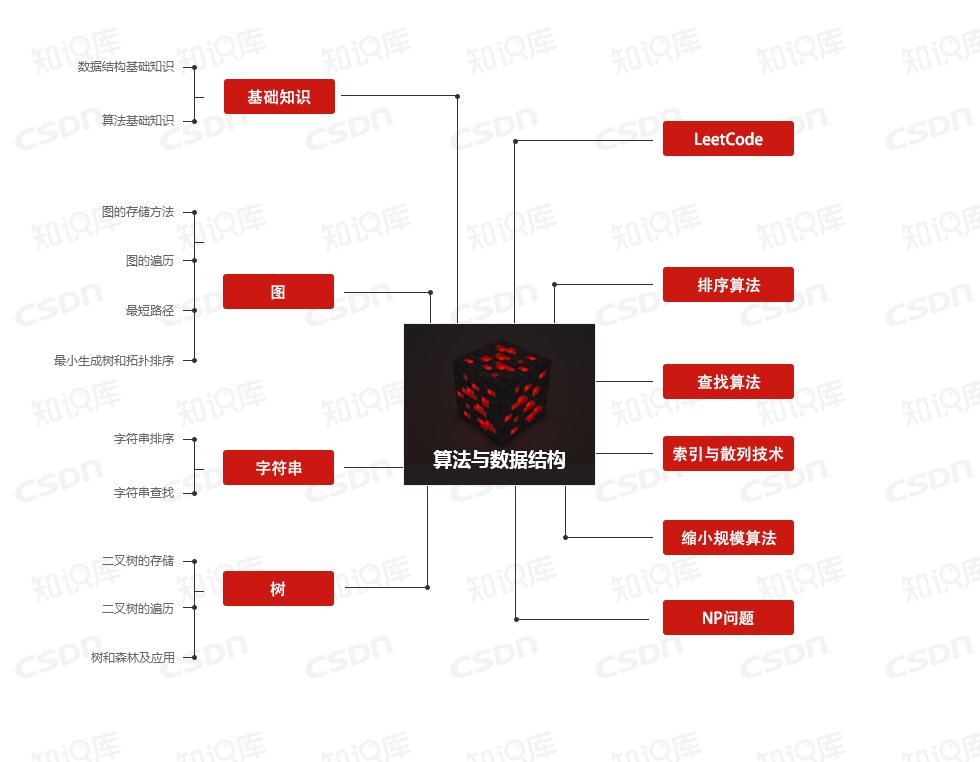 数据结构基础知识
基础知识
算法基础知识
图的存储方法
图的遍历
图
最短路径
最小生成树和拓扑排序
字符串排序
字符串
字符串查找
二叉树的存储
树
二叉树的遍历
树和森林及应用
算法与数据结构
LeetCode
排序算法
查找算法
索引与散列技术
缩小规模算法
NP问题
知识库
CSDN